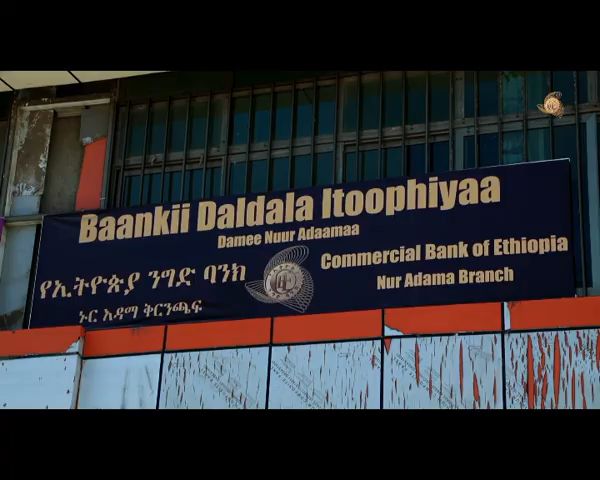 Baankii Daldala Itoophiyaa
Damee Nuur Adaamaa
የኢትዮጵያ ንግድ ባንክ
ኑር አዳማ ቅርንጫፍ
Commercial Bank of Ethiopia
Nur Adama Branch